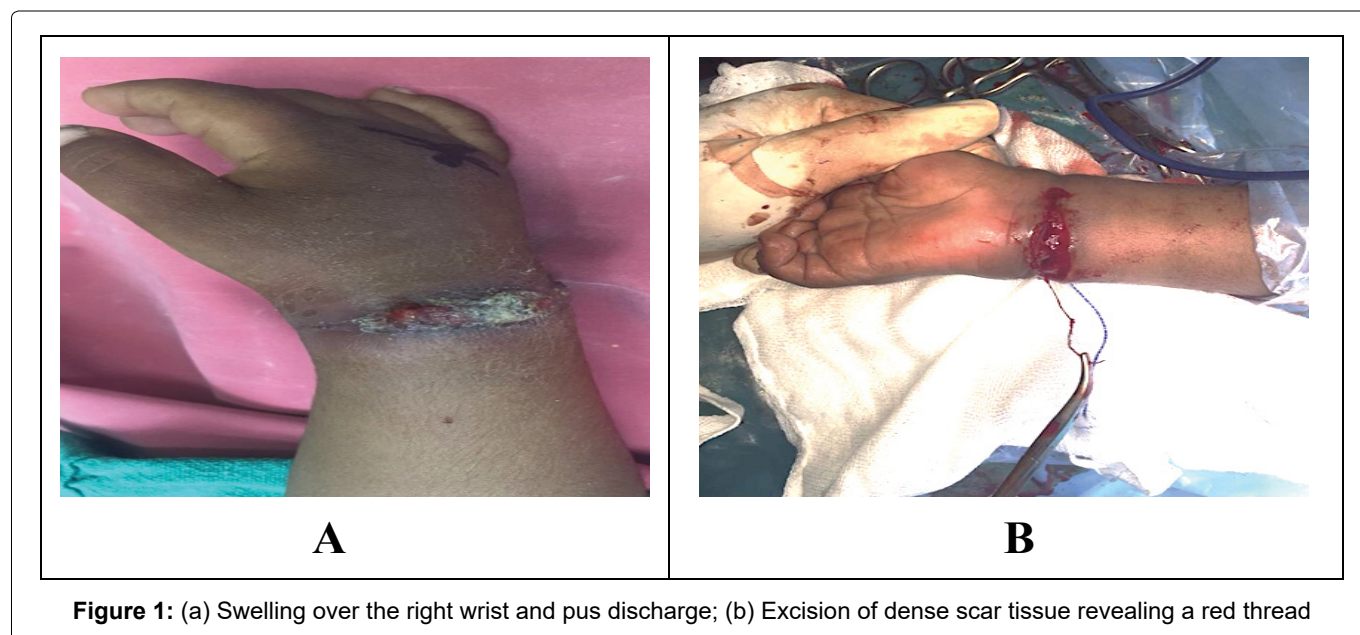 A
B
Figure 1: (a) Swelling over the right wrist and pus discharge; (b) Excision of dense scar tissue revealing a red thread